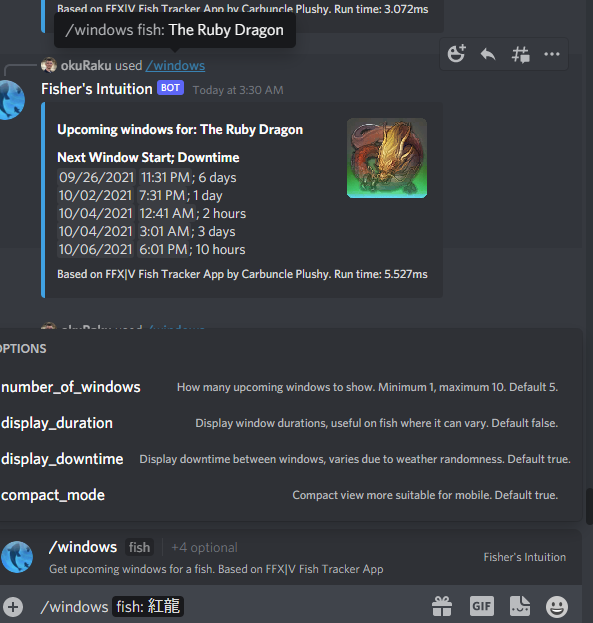 Based on FFX|V Fish Tracker App by Carbuncle Plushy. Run time: 3.072ms
/windows fish: The Ruby Dragon
okuRaku used /windows
Fisher's Intuition BOT Today at 3:30 AM
Upcoming windows for: The Ruby Dragon
Next Window Start; Downtime
09/26/2021 11:31 PM; 6 days
10/02/2021 7:31 PM; 1 day
10/04/2021 12:41 AM; 2 hours
10/04/2021 3:01 AM; 3 days
10/06/2021 6:01 PM; 10 hours
Based on FFX|V Fish Tracker App by Carbuncle Plushy. Run time: 5.527ms
okuRaku used /windows
OPTIONS
number_of_windows How many upcoming windows to show. Minimum 1, maximum 10. Default 5.
display_duration Display window durations, useful on fish where it can vary. Default false.
display_downtime Display downtime between windows, varies due to weather randomness. Default true.
compact_mode Compact view more suitable for mobile. Default true.
/windows fish +4 optional
Fisher's Intuition
Get upcoming windows for a fish. Based on FFX|V Fish Tracker App
/windows fish: 紅龍
GIF